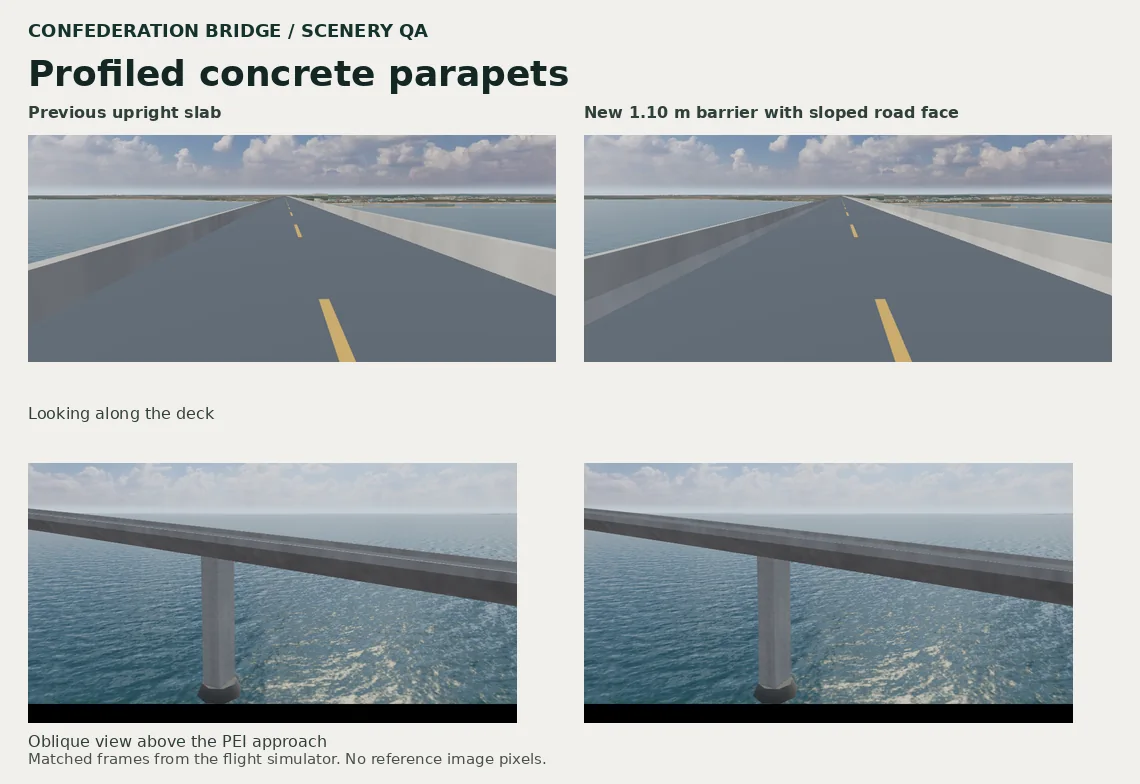 CONFEDERATION BRIDGE / SCENERY QA
Profiled concrete parapets
Previous upright slab
New 1.10 m barrier with sloped road face
Looking along the deck
Oblique view above the PEI approach
Matched frames from the flight simulator. No reference image pixels.